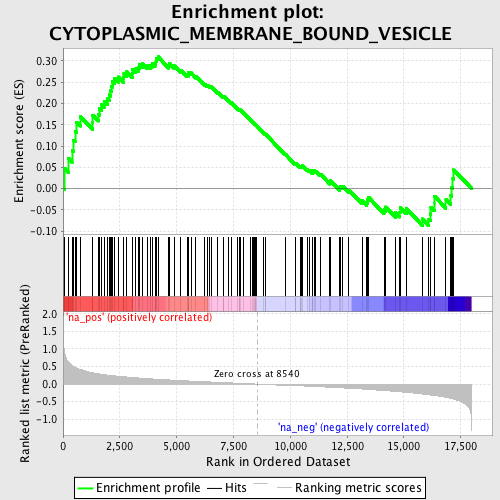 Enrichment plot:
CYTOPLASMIC_MEMBRANE_BOUND_VESICLE
Enrichment score (ES)
0.30
0.25
0.20
0.15
0.10
0.05
0.00
-0.05
-0.10
'na_pos' (positively correlated)
Ranked list metric (PreRanked)
2.0
1.5
1.0
0.5
0.0
-0.5
-1.0
Zero cross at 8540
'na_neg' (negatively correlated)
0
2,500
5,000
7,500
10,000
12,500
15,000
17,500
Rank in Ordered Dataset
Enrichment profile
Hits
Ranking metric scores